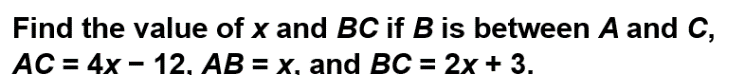 Find the value of x and BC if B is between A and C,
AC = 4x − 12, AB = x, and BC = 2x + 3.